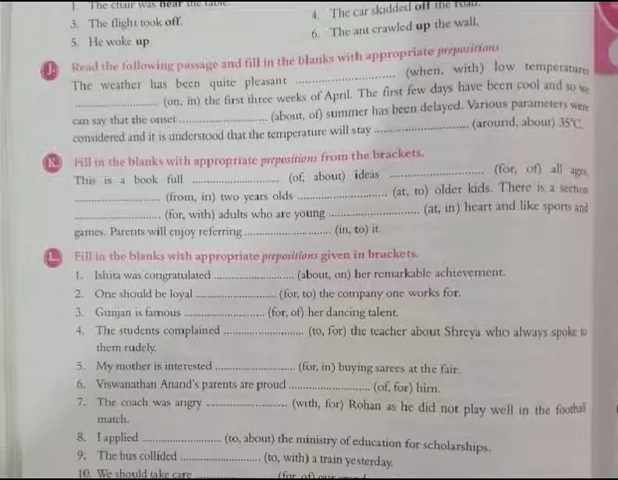 1. The chair was near the table.
3. The flight took off.
4. The car skidded off the road.
5. He woke up
6. The ant crawled up the wall.
J. Read the following passage and fill in the blanks with appropriate prepositions
The weather has been quite pleasant .............................. (when, with) low temperatures
.......................... (on, in) the first three weeks of April. The first few days have been cool and so we
can say that the onset .......................... (about, of) summer has been delayed. Various parameters were
considered and it is understood that the temperature will stay .......................... (around, about) 35°C.
K. Fill in the blanks with appropriate prepositions from the brackets.
This is a book full .......................... (of, about) ideas .......................... (for, of) all ages,
.......................... (from, in) two years olds .......................... (at, to) older kids. There is a section
.......................... (for, with) adults who are young .......................... (at, in) heart and like sports and
games. Parents will enjoy referring .......................... (in, to) it.
L. Fill in the blanks with appropriate prepositions given in brackets.
1. Ishita was congratulated .......................... (about, on) her remarkable achievement.
2. One should be loyal .......................... (for, to) the company one works for.
3. Gunjan is famous .......................... (for, of) her dancing talent.
4. The students complained .......................... (to, for) the teacher about Shreya who always spoke to
them rudely.
5. My mother is interested .......................... (for, in) buying sarees at the fair.
6. Viswanathan Anand's parents are proud .......................... (of, for) him.
7. The coach was angry .......................... (with, for) Rohan as he did not play well in the football
match.
8. I applied .......................... (to, about) the ministry of education for scholarships.
9. The bus collided .......................... (to, with) a train yesterday.
10. We should take care .......................... (for, of) our